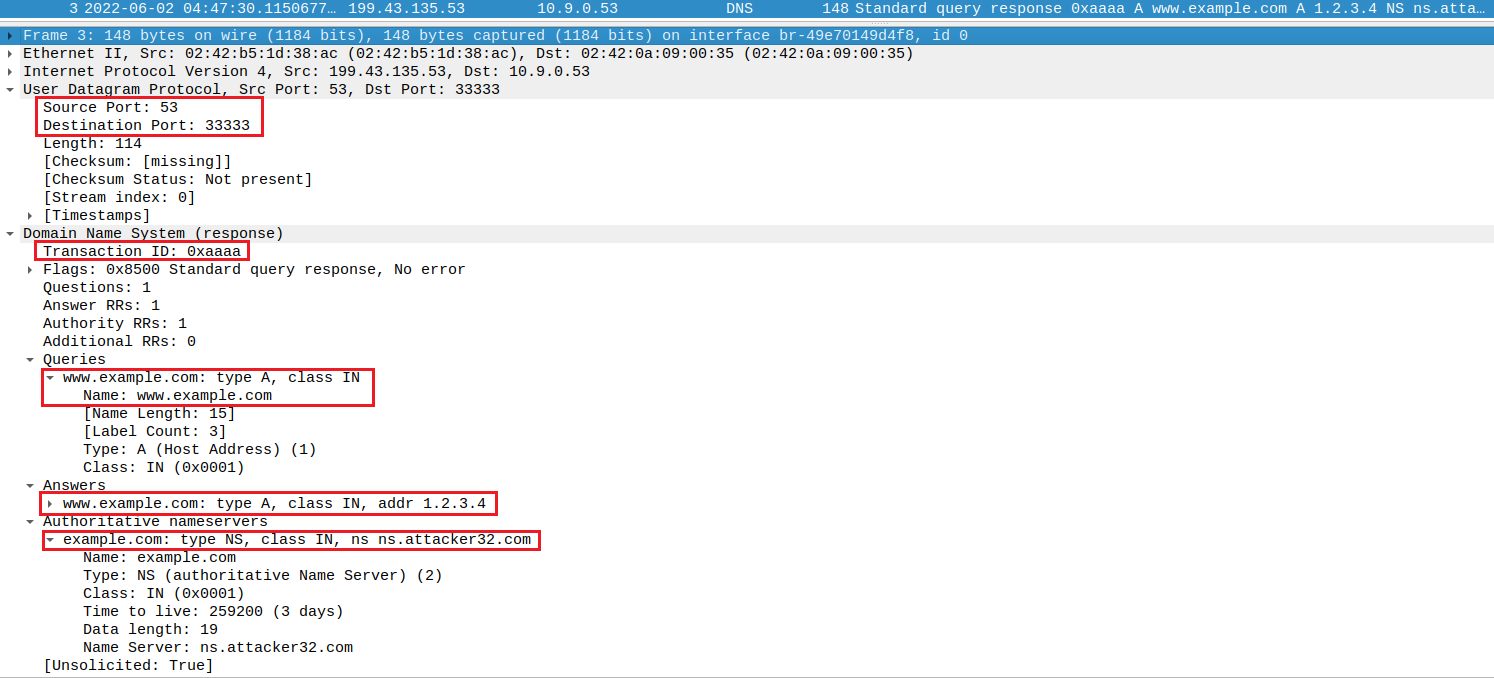 3 2022-06-02 04:47:30.1150677… 199.43.135.53 10.9.0.53 DNS 148 Standard query response 0xaaaa A www.example.com A 1.2.3.4 NS ns.atta…
Frame 3: 148 bytes on wire (1184 bits), 148 bytes captured (1184 bits) on interface br-49e70149d4f8, id 0
Ethernet II, Src: 02:42:b5:1d:38:ac (02:42:b5:1d:38:ac), Dst: 02:42:0a:09:00:35 (02:42:0a:09:00:35)
Internet Protocol Version 4, Src: 199.43.135.53, Dst: 10.9.0.53
User Datagram Protocol, Src Port: 53, Dst Port: 33333
Source Port: 53
Destination Port: 33333
Length: 114
[Checksum: [missing]]
[Checksum Status: Not present]
[Stream index: 0]
[Timestamps]
Domain Name System (response)
Transaction ID: 0xaaaa
Flags: 0x8500 Standard query response, No error
Questions: 1
Answer RRs: 1
Authority RRs: 1
Additional RRs: 0
Queries
www.example.com: type A, class IN
Name: www.example.com
[Name Length: 15]
[Label Count: 3]
Type: A (Host Address) (1)
Class: IN (0x0001)
Answers
www.example.com: type A, class IN, addr 1.2.3.4
Authoritative nameservers
example.com: type NS, class IN, ns ns.attacker32.com
Name: example.com
Type: NS (authoritative Name Server) (2)
Class: IN (0x0001)
Time to live: 259200 (3 days)
Data length: 19
Name Server: ns.attacker32.com
[Unsolicited: True]